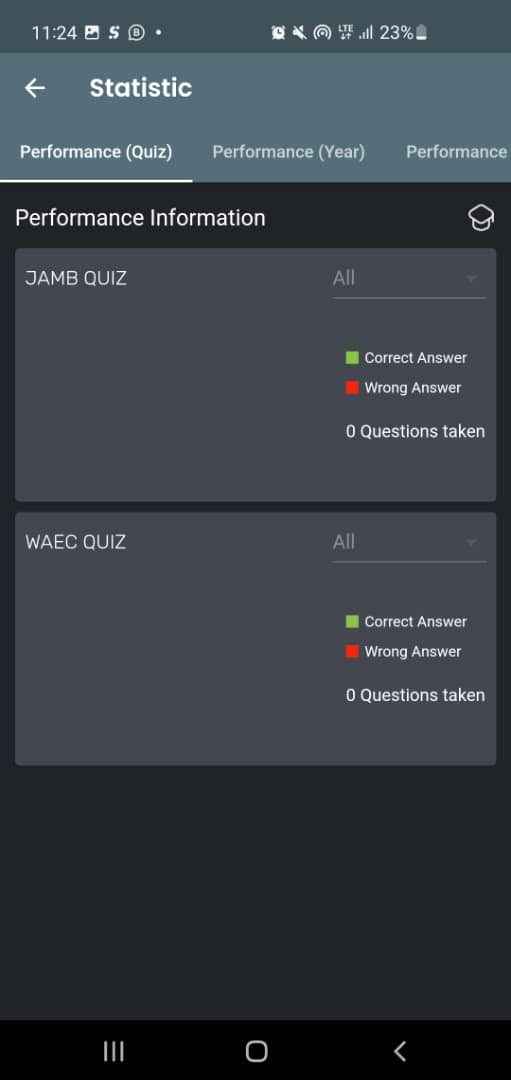 11:24
LTE 23%
Statistic
Performance (Quiz) Performance (Year) Performance
Performance Information
JAMB QUIZ All
Correct Answer
Wrong Answer
0 Questions taken
WAEC QUIZ All
Correct Answer
Wrong Answer
0 Questions taken